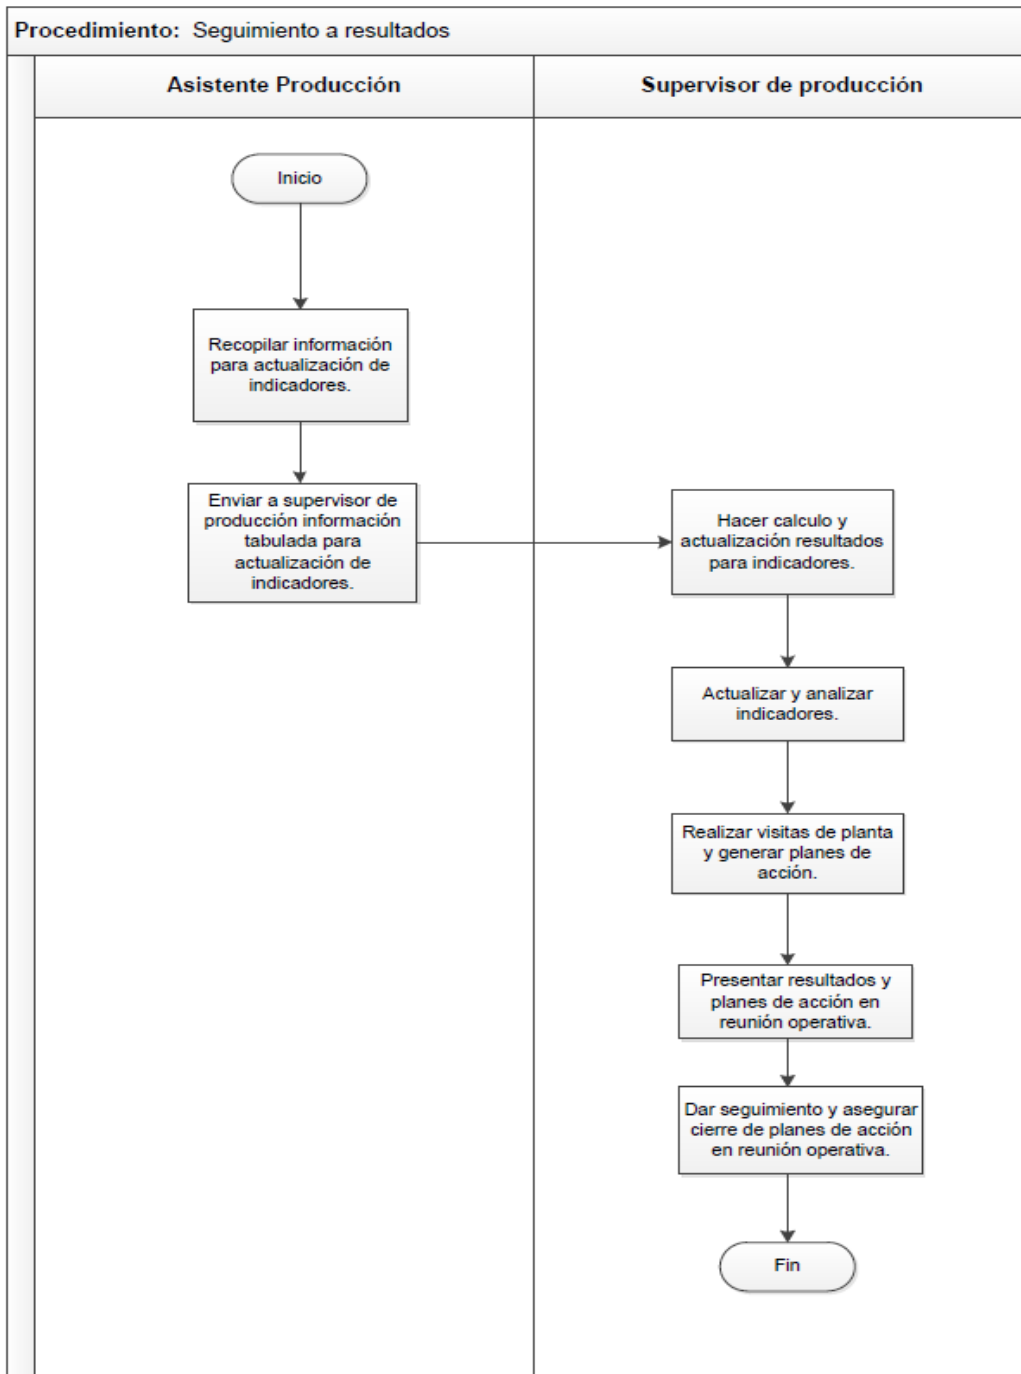 Procedimiento: Seguimiento a resultados
Asistente Producción
Supervisor de producción
Inicio
Recopilar información
para actualización de
indicadores.
Enviar a supervisor de
producción información
tabulada para
actualización de
indicadores.
Hacer calculo y
actualización resultados
para indicadores.
Actualizar y analizar
indicadores.
Realizar visitas de planta
y generar planes de
acción.
Presentar resultados y
planes de acción en
reunión operativa.
Dar seguimiento y asegurar
cierre de planes de acción
en reunión operativa.
Fin